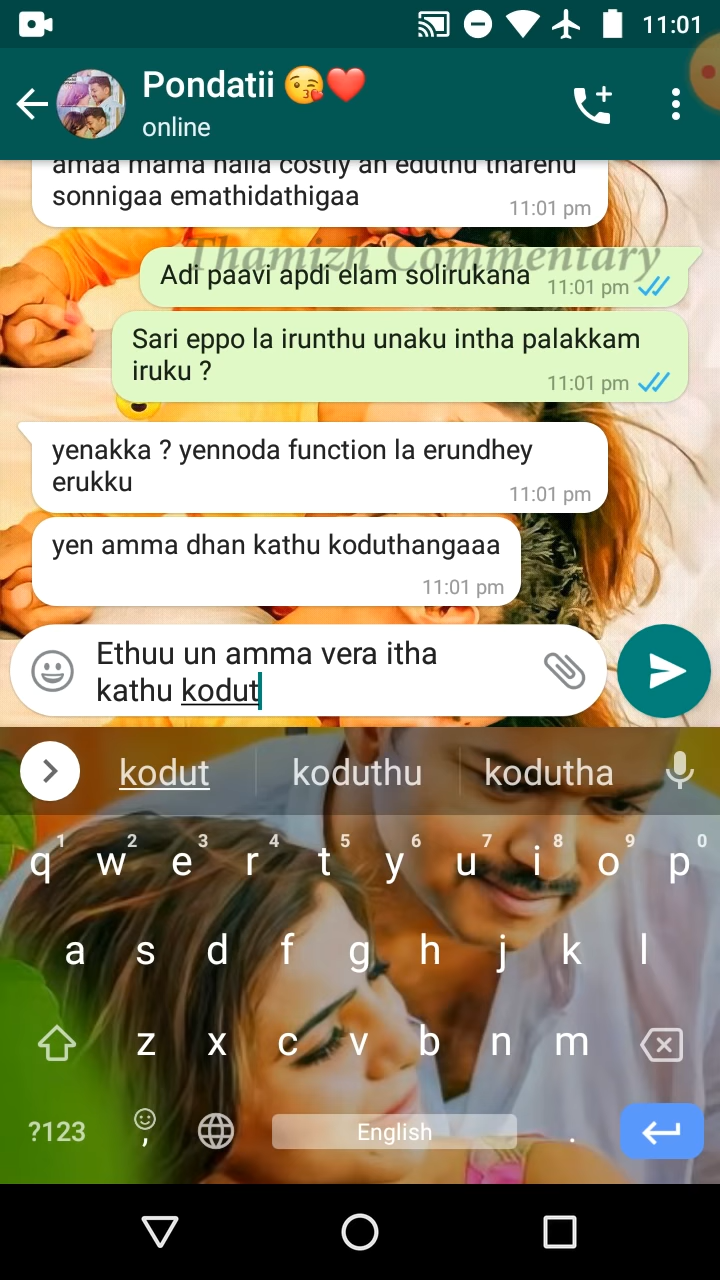 11:01
Pondatii 😘❤️
online
amaa mama nalla costly ah eduthu tharenu
sonnigaa emathidathigaa
11:01 pm
Thamizh Commentary
Adi paavi apdi elam solirukana
11:01 pm
Sari eppo la irunthu unaku intha palakkam
iruku ?
11:01 pm
yenakka ? yennoda function la erundhey
erukku
11:01 pm
yen amma dhan kathu koduthangaaa
11:01 pm
Ethuu un amma vera itha
kathu kodut
kodut koduthu kodutha
1 2 3 4 5 6 7 8 9 0
q w e r t y u i o p
a s d f g h j k l
z x c v b n m
?123 , English .